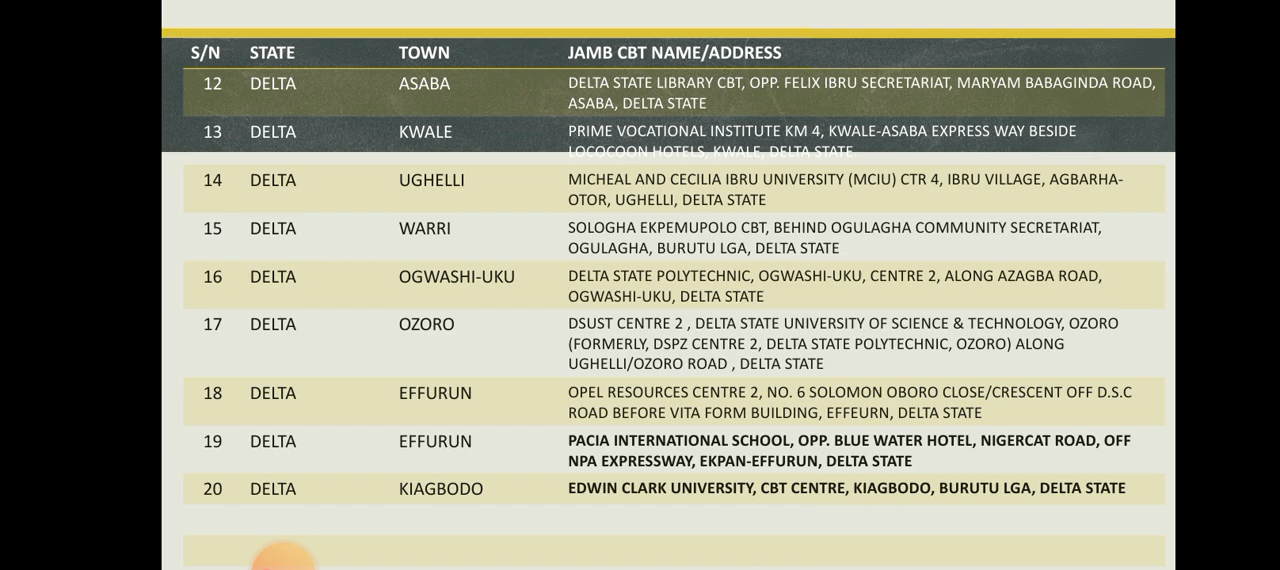 S/N STATE TOWN JAMB CBT NAME/ADDRESS
12 DELTA ASABA DELTA STATE LIBRARY CBT, OPP. FELIX IBRU SECRETARIAT, MARYAM BABAGINDA ROAD,
ASABA, DELTA STATE
13 DELTA KWALE PRIME VOCATIONAL INSTITUTE KM 4, KWALE-ASABA EXPRESS WAY BESIDE
LOCOCOON HOTELS, KWALE, DELTA STATE.
14 DELTA UGHELLI MICHEAL AND CECILIA IBRU UNIVERSITY (MCIU) CTR 4, IBRU VILLAGE, AGBARHA-
OTOR, UGHELLI, DELTA STATE
15 DELTA WARRI SOLOGHA EKPEMUPOLO CBT, BEHIND OGULAGHA COMMUNITY SECRETARIAT,
OGULAGHA, BURUTU LGA, DELTA STATE
16 DELTA OGWASHI-UKU DELTA STATE POLYTECHNIC, OGWASHI-UKU, CENTRE 2, ALONG AZAGBA ROAD,
OGWASHI-UKU, DELTA STATE
17 DELTA OZORO DSUST CENTRE 2 , DELTA STATE UNIVERSITY OF SCIENCE & TECHNOLOGY, OZORO
(FORMERLY, DSPZ CENTRE 2, DELTA STATE POLYTECHNIC, OZORO) ALONG
UGHELLI/OZORO ROAD , DELTA STATE
18 DELTA EFFURUN OPEL RESOURCES CENTRE 2, NO. 6 SOLOMON OBORO CLOSE/CRESCENT OFF D.S.C
ROAD BEFORE VITA FORM BUILDING, EFFEURN, DELTA STATE
19 DELTA EFFURUN PACIA INTERNATIONAL SCHOOL, OPP. BLUE WATER HOTEL, NIGERCAT ROAD, OFF
NPA EXPRESSWAY, EKPAN-EFFURUN, DELTA STATE
20 DELTA KIAGBODO EDWIN CLARK UNIVERSITY, CBT CENTRE, KIAGBODO, BURUTU LGA, DELTA STATE